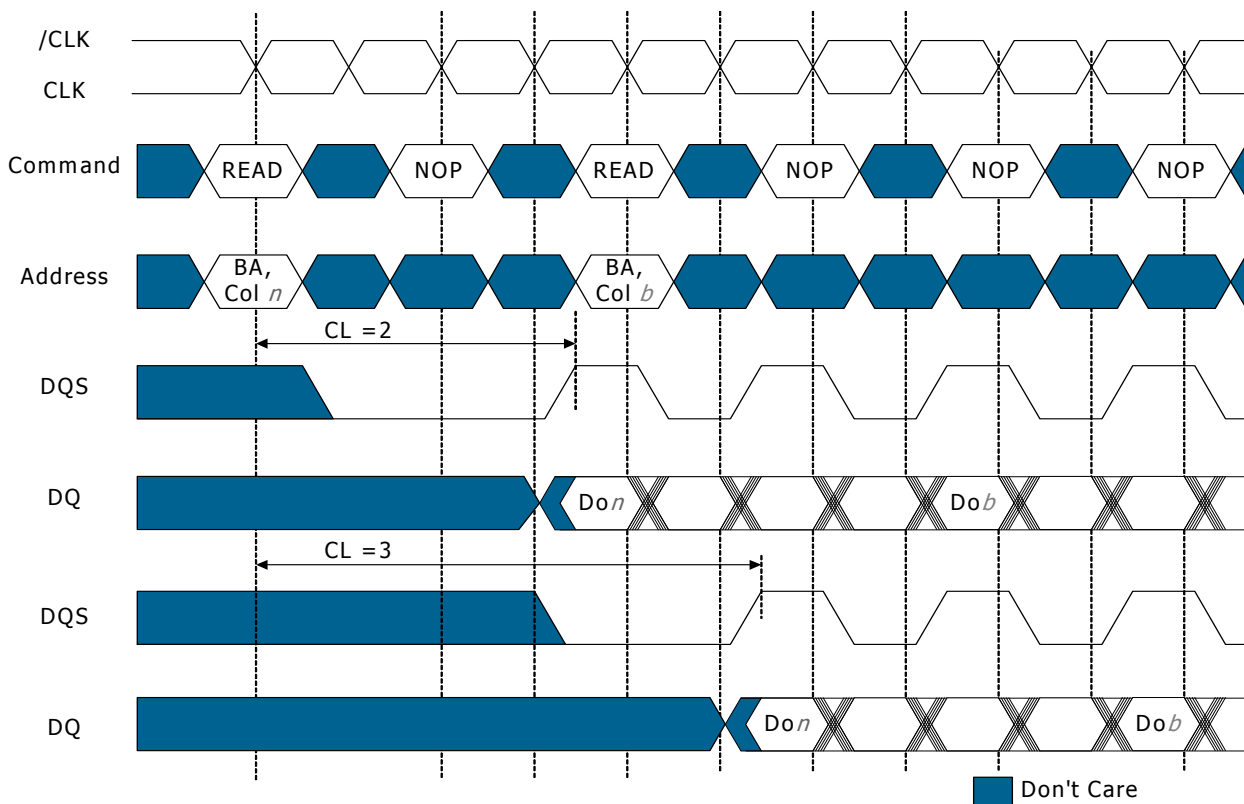 /CLK
CLK
Command
READ
NOP
READ
NOP
NOP
NOP
Address
BA,
Col n
BA,
Col b
CL =2
DQS
DQ
Don
Dob
CL =3
DQS
DQ
Don
Dob
Don't Care